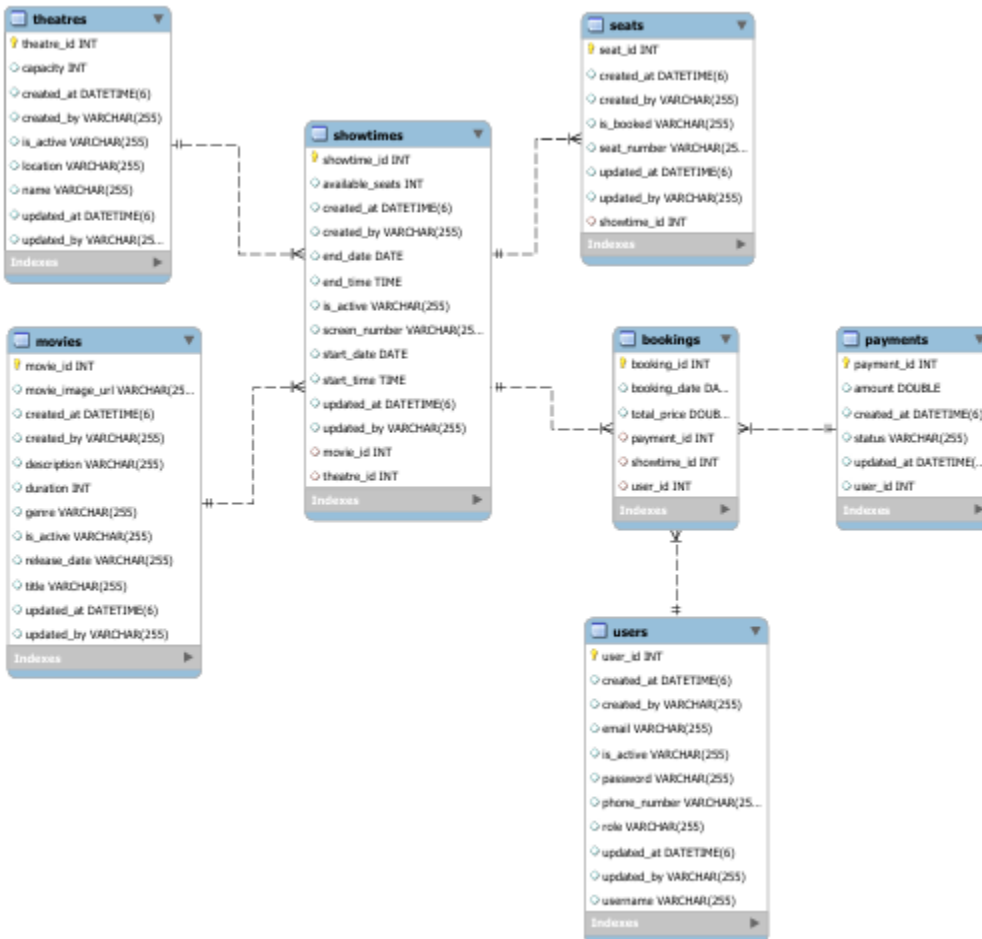 theatres
theatre_id INT
capacity INT
created_at DATETIME(6)
created_by VARCHAR(255)
is_active VARCHAR(255)
location VARCHAR(255)
name VARCHAR(255)
updated_at DATETIME(6)
updated_by VARCHAR(25...
Indexes
movies
movie_id INT
movie_image_url VARCHAR(25...
created_at DATETIME(6)
created_by VARCHAR(255)
description VARCHAR(255)
duration INT
genre VARCHAR(255)
is_active VARCHAR(255)
release_date VARCHAR(255)
title VARCHAR(255)
updated_at DATETIME(6)
updated_by VARCHAR(255)
Indexes
showtimes
showtime_id INT
available_seats INT
created_at DATETIME(6)
created_by VARCHAR(255)
end_date DATE
end_time TIME
is_active VARCHAR(255)
screen_number VARCHAR(25...
start_date DATE
start_time TIME
updated_at DATETIME(6)
updated_by VARCHAR(255)
movie_id INT
theatre_id INT
Indexes
seats
seat_id INT
created_at DATETIME(6)
created_by VARCHAR(255)
is_booked VARCHAR(255)
seat_number VARCHAR(25...
updated_at DATETIME(6)
updated_by VARCHAR(255)
showtime_id INT
Indexes
bookings
booking_id INT
booking_date DA...
total_price DOUB...
payment_id INT
showtime_id INT
user_id INT
Indexes
payments
payment_id INT
amount DOUBLE
created_at DATETIME(6)
status VARCHAR(255)
updated_at DATETIME(...
user_id INT
Indexes
users
user_id INT
created_at DATETIME(6)
created_by VARCHAR(255)
email VARCHAR(255)
is_active VARCHAR(255)
password VARCHAR(255)
phone_number VARCHAR(25...
role VARCHAR(255)
updated_at DATETIME(6)
updated_by VARCHAR(255)
username VARCHAR(255)
Indexes